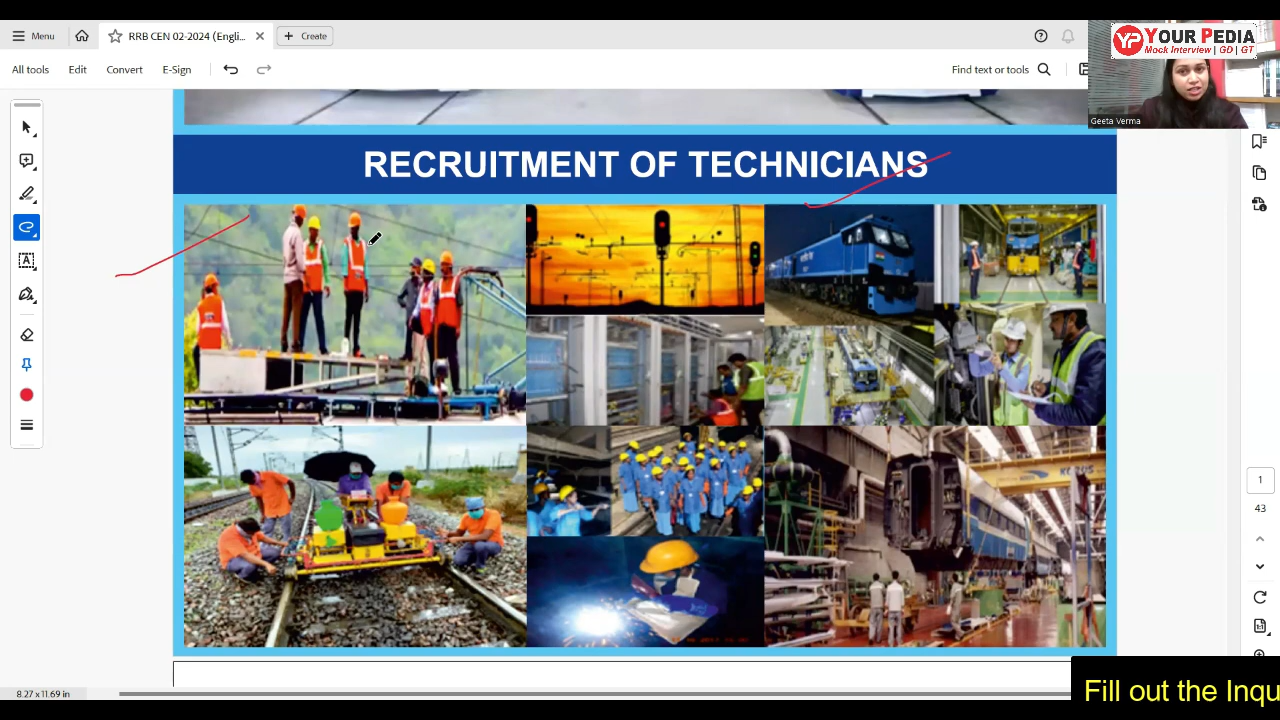 Menu
RRB CEN 02-2024 (Engli...
Create
All tools
Edit
Convert
E-Sign
Find text or tools
YP YOUR PEDIA
Mock Interview | GD | GT
Geeta Verma
RECRUITMENT OF TECHNICIANS
1
43
8.27 x 11.69 in
Fill out the Inqu